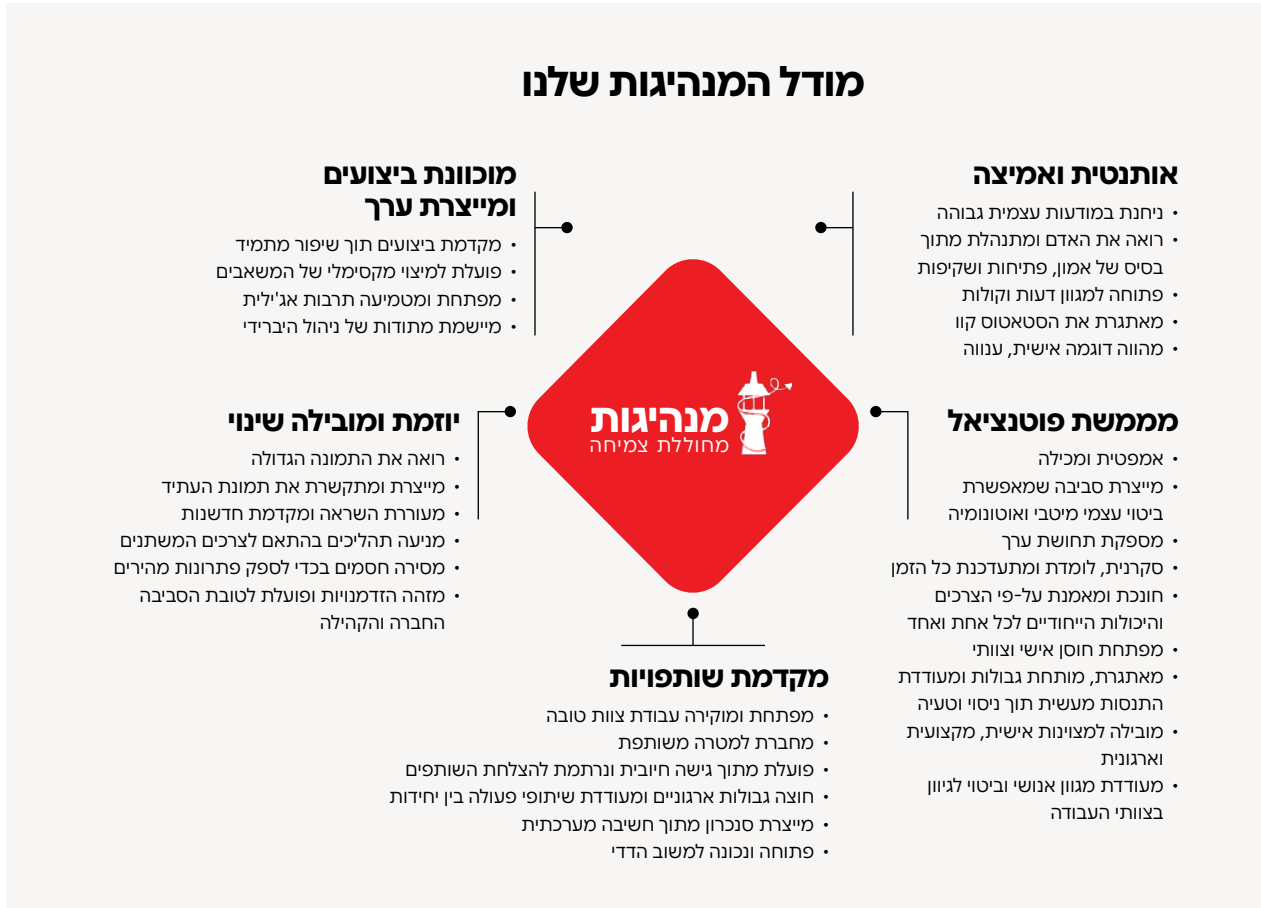 מודל המנהיגות שלנו
אותנטית ואמיצה
• ניחנת במודעות עצמית גבוהה
• רואה את האדם ומתנהלת מתוך
בסיס של אמון, פתיחות ושקיפות
• פתוחה למגוון דעות וקולות
• מאתגרת את הסטאטוס קוו
• מהווה דוגמה אישית, ענווה
מוכוונת ביצועים
ומייצרת ערך
• מקדמת ביצועים תוך שיפור מתמיד
• פועלת למיצוי מקסימלי של המשאבים
• מפתחת ומטמיעה תרבות אג'ילית
• מיישמת מתודות של ניהול היברידי
מנהיגות
מחוללת צמיחה
מממשת פוטנציאל
• אמפטית ומכילה
• מייצרת סביבה שמאפשרת
ביטוי עצמי מיטבי ואוטונומיה
• מספקת תחושת ערך
• סקרנית, לומדת ומתעדכנת כל הזמן
• חונכת ומאמנת על-פי הצרכים
והיכולות הייחודיים לכל אחת ואחד
• מפתחת חוסן אישי וצוותי
• מאתגרת, מותחת גבולות ומעודדת
התנסות מעשית תוך ניסוי וטעיה
• מובילה למצוינות אישית, מקצועית
וארגונית
• מעודדת מגוון אנושי וביטוי לגיוון
בצוותי העבודה
יוזמת ומובילה שינוי
• רואה את התמונה הגדולה
• מייצרת ומתקשרת את תמונת העתיד
• מעוררת השראה ומקדמת חדשנות
• מניעה תהליכים בהתאם לצרכים המשתנים
• מסירה חסמים בכדי לספק פתרונות מהירים
• מזהה הזדמנויות ופועלת לטובת הסביבה
החברה והקהילה
מקדמת שותפויות
• מפתחת ומוקירה עבודת צוות טובה
• מחברת למטרה משותפת
• פועלת מתוך גישה חיובית ונרתמת להצלחת השותפים
• חוצה גבולות ארגוניים ומעודדת שיתופי פעולה בין יחידות
• מייצרת סנכרון מתוך חשיבה מערכתית
• פתוחה ונכונה למשוב הדדי